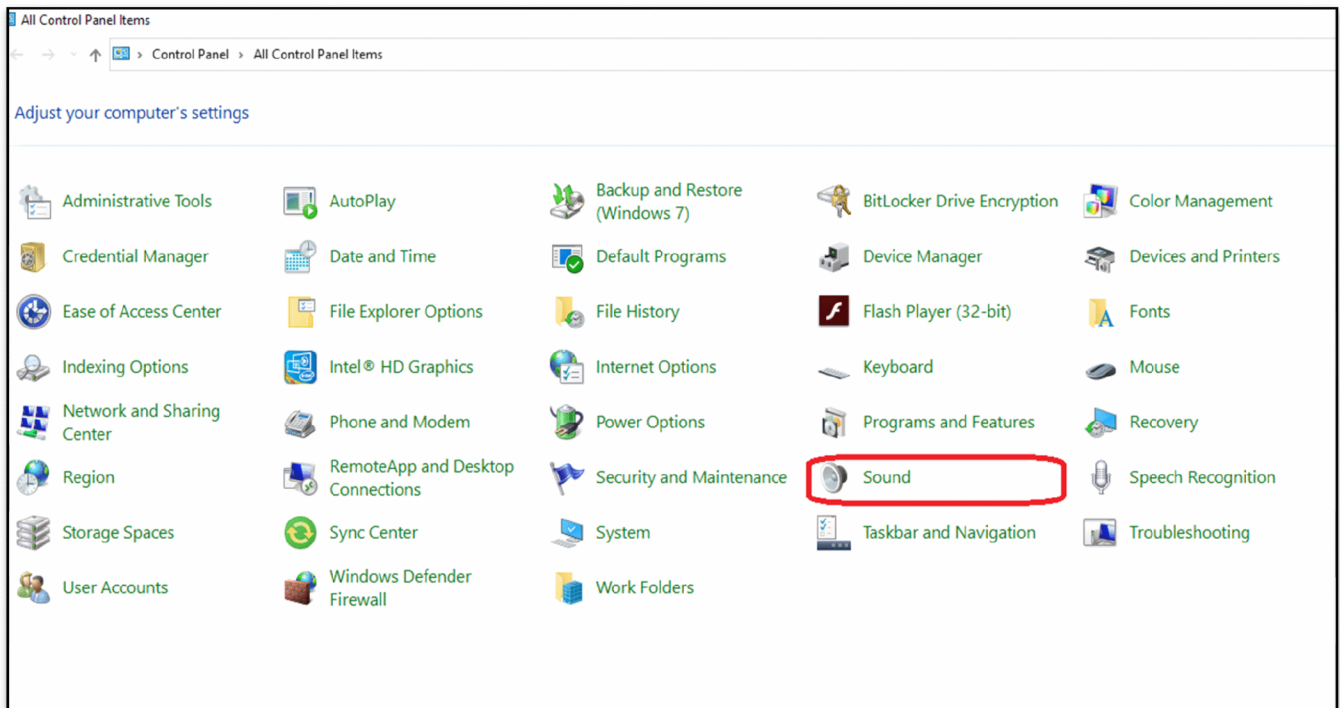 All Control Panel Items
Control Panel › All Control Panel Items
Adjust your computer's settings
Administrative Tools
AutoPlay
Backup and Restore
(Windows 7)
BitLocker Drive Encryption
Color Management
Credential Manager
Date and Time
Default Programs
Device Manager
Devices and Printers
Ease of Access Center
File Explorer Options
File History
Flash Player (32-bit)
Fonts
Indexing Options
Intel® HD Graphics
Internet Options
Keyboard
Mouse
Network and Sharing
Center
Phone and Modem
Power Options
Programs and Features
Recovery
Region
RemoteApp and Desktop
Connections
Security and Maintenance
Sound
Speech Recognition
Storage Spaces
Sync Center
System
Taskbar and Navigation
Troubleshooting
User Accounts
Windows Defender
Firewall
Work Folders